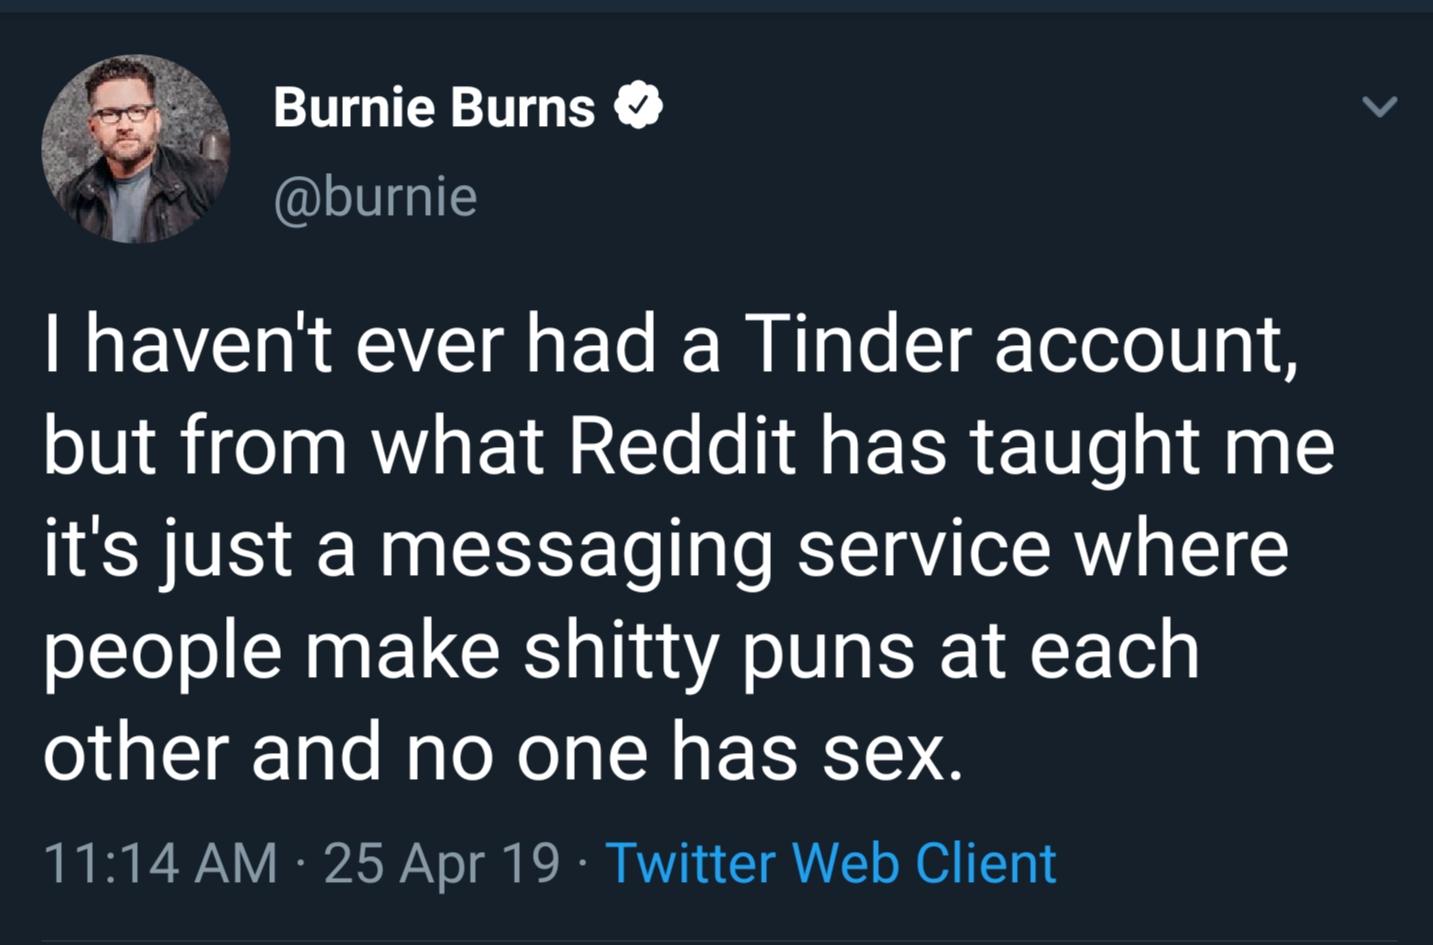 Burnie Burns
@burnie
I haven't ever had a Tinder account,
but from what Reddit has taught me
it's just a messaging service where
people make shitty puns at each
other and no one has sex.
11:14 AM · 25 Apr 19 · Twitter Web Client